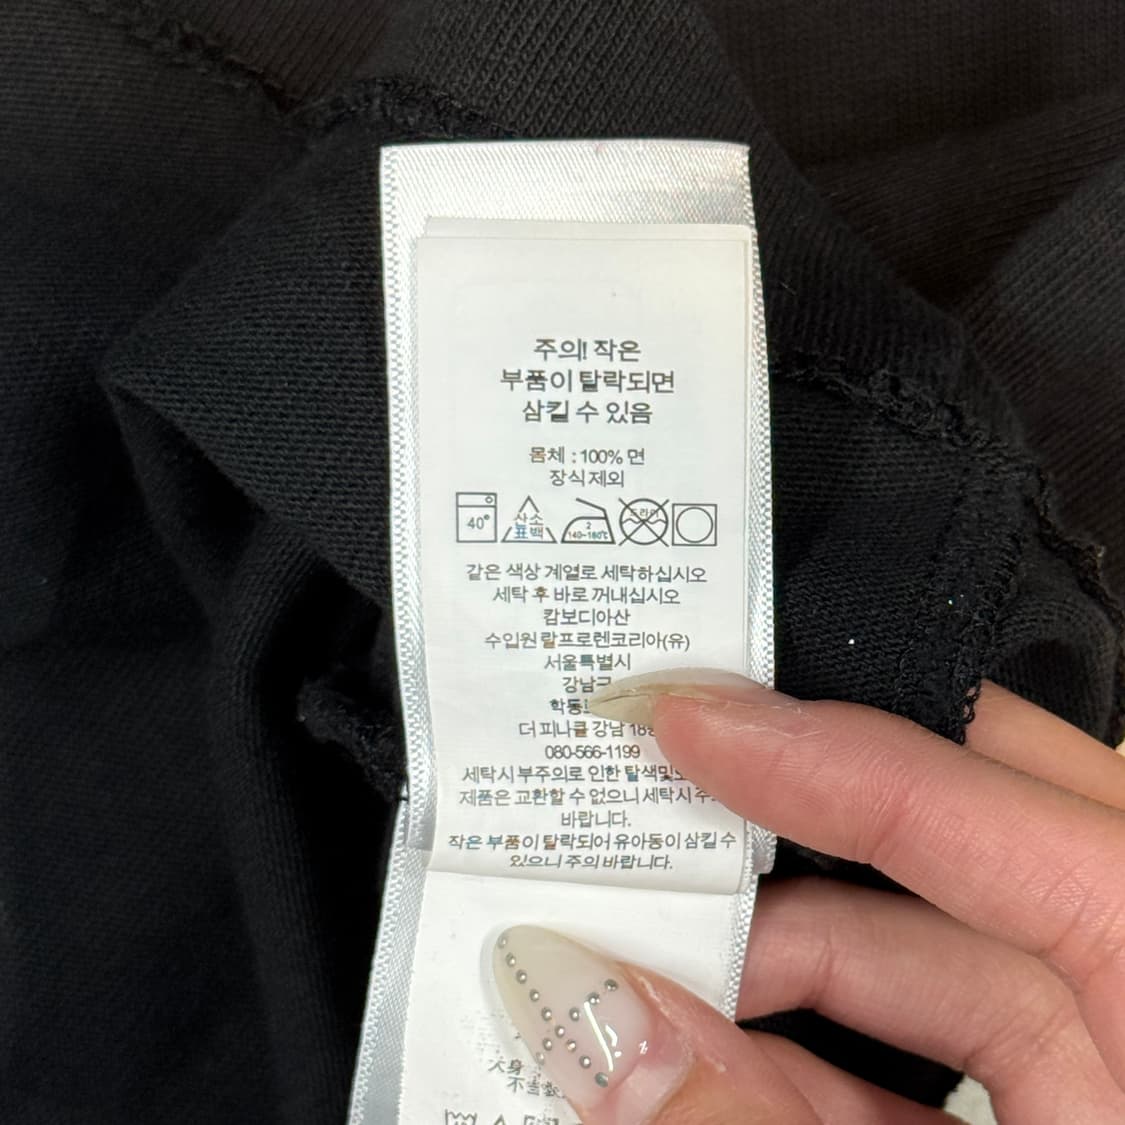 주의! 작은
부품이 탈락되면
삼킬 수 있음
몸체 : 100% 면
장식 제외
40°
산소
표백
2
140~160℃
드라이
같은 색상 계열로 세탁하십시오
세탁 후 바로 꺼내십시오
캄보디아산
수입원 랄프로렌코리아(유)
서울특별시
강남구
더 피나클 강남
080-566-1199
세탁시 부주의로 인한
제품은 교환할 수 없으니 세탁시
바랍니다.
작은 부품이 탈락되어 유아동이 삼킬 수
있으니 주의 바랍니다.
大身